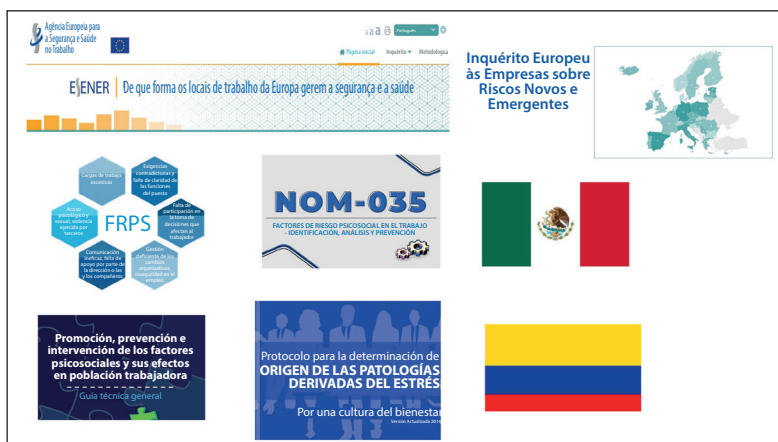 Agência Europeia para
a Segurança e Saúde
no Trabalho
a a a
Português
Página inicial
Inquérito
Metodologua
ESENER
De que forma os locais de trabalho da Europa gerem a segurança e a saúde
Inquérito Europeu
às Empresas sobre
Riscos Novos e
Emergentes
Cargas de trabajo
excesivas
Exigencias
contradictorias y
falta de claridad de
las funciones
del puesto
Acoso
psicológico y
sexual, violencia
ejercida por
terceros
FRPS
Falta de
participación en
la toma de
decisiones que
afectan al
trabajador
Comunicación
ineficaz, falta de
apoyo por parte de
la dirección o las
y los compañeros
Gestión
deficiente de los
cambios
organizativos,
inseguridad en el
empleo
NOM-035
FACTORES DE RIESGO PSICOSOCIAL EN EL TRABAJO
- IDENTIFICACIÓN, ANÁLISIS Y PREVENCIÓN
Promoción, prevención e
intervención de los factores
psicosociales y sus efectos
en población trabajadora
Guía técnica general
Protocolo para la determinación de
ORIGEN DE LAS PATOLOGÍAS
DERIVADAS DEL ESTRÉS
Por una cultura del bienestar
Versión Actualizada 2014